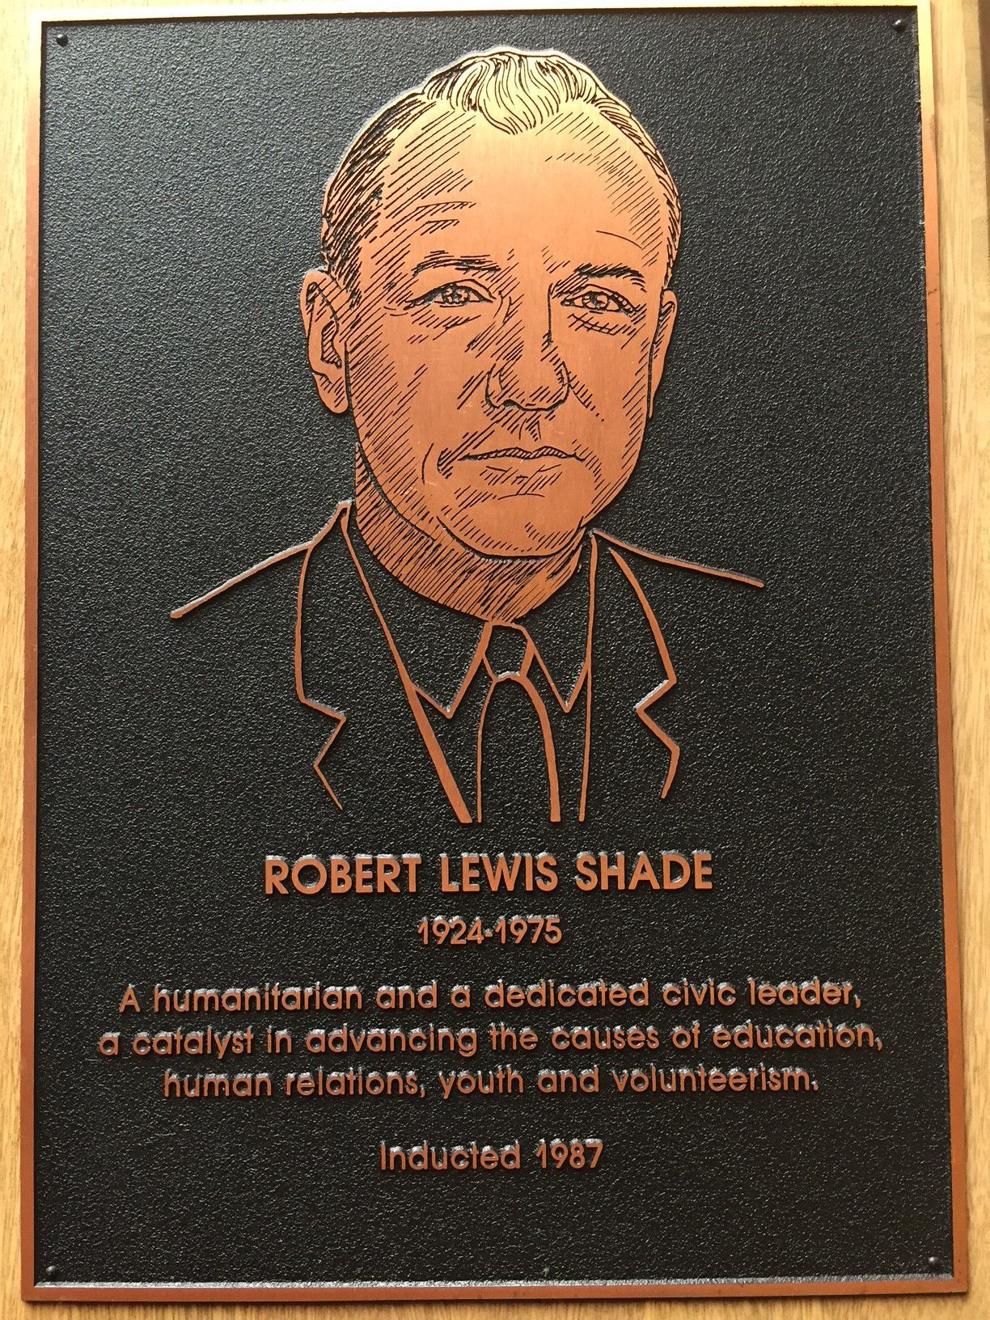 ROBERT LEWIS SHADE
1924-1975
A humanitarian and a dedicated civic leader,
a catalyst in advancing the causes of education,
human relations, youth and volunteerism.
Inducted 1987